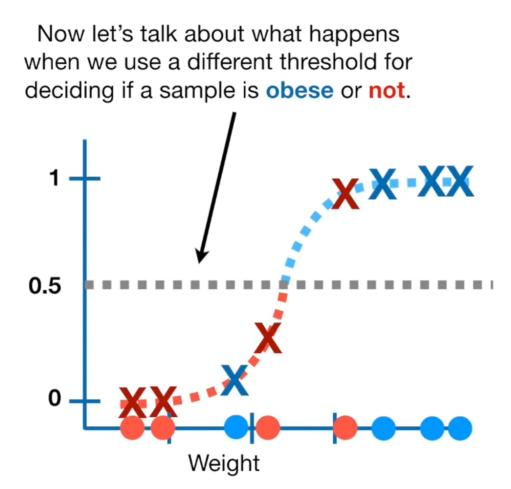 Now let's talk about what happens
when we use a different threshold for
deciding if a sample is obese or not.
1
0.5
0
Weight